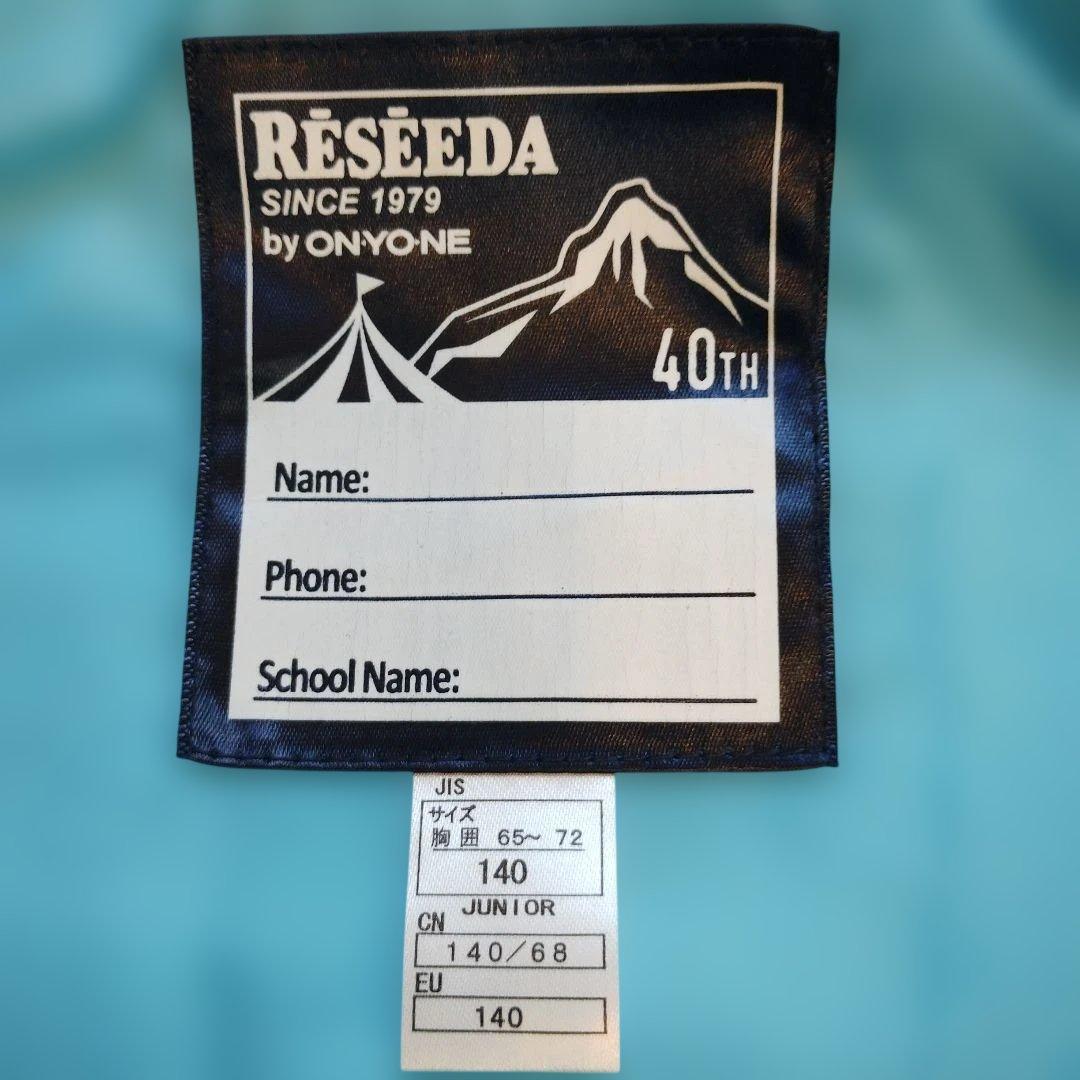 RĒSĒEDA
SINCE 1979
by ON·YO·NE
40TH
Name:
Phone:
School Name:
JIS
サイズ
胸囲 65～72
140
JUNIOR
CN
140/68
EU
140